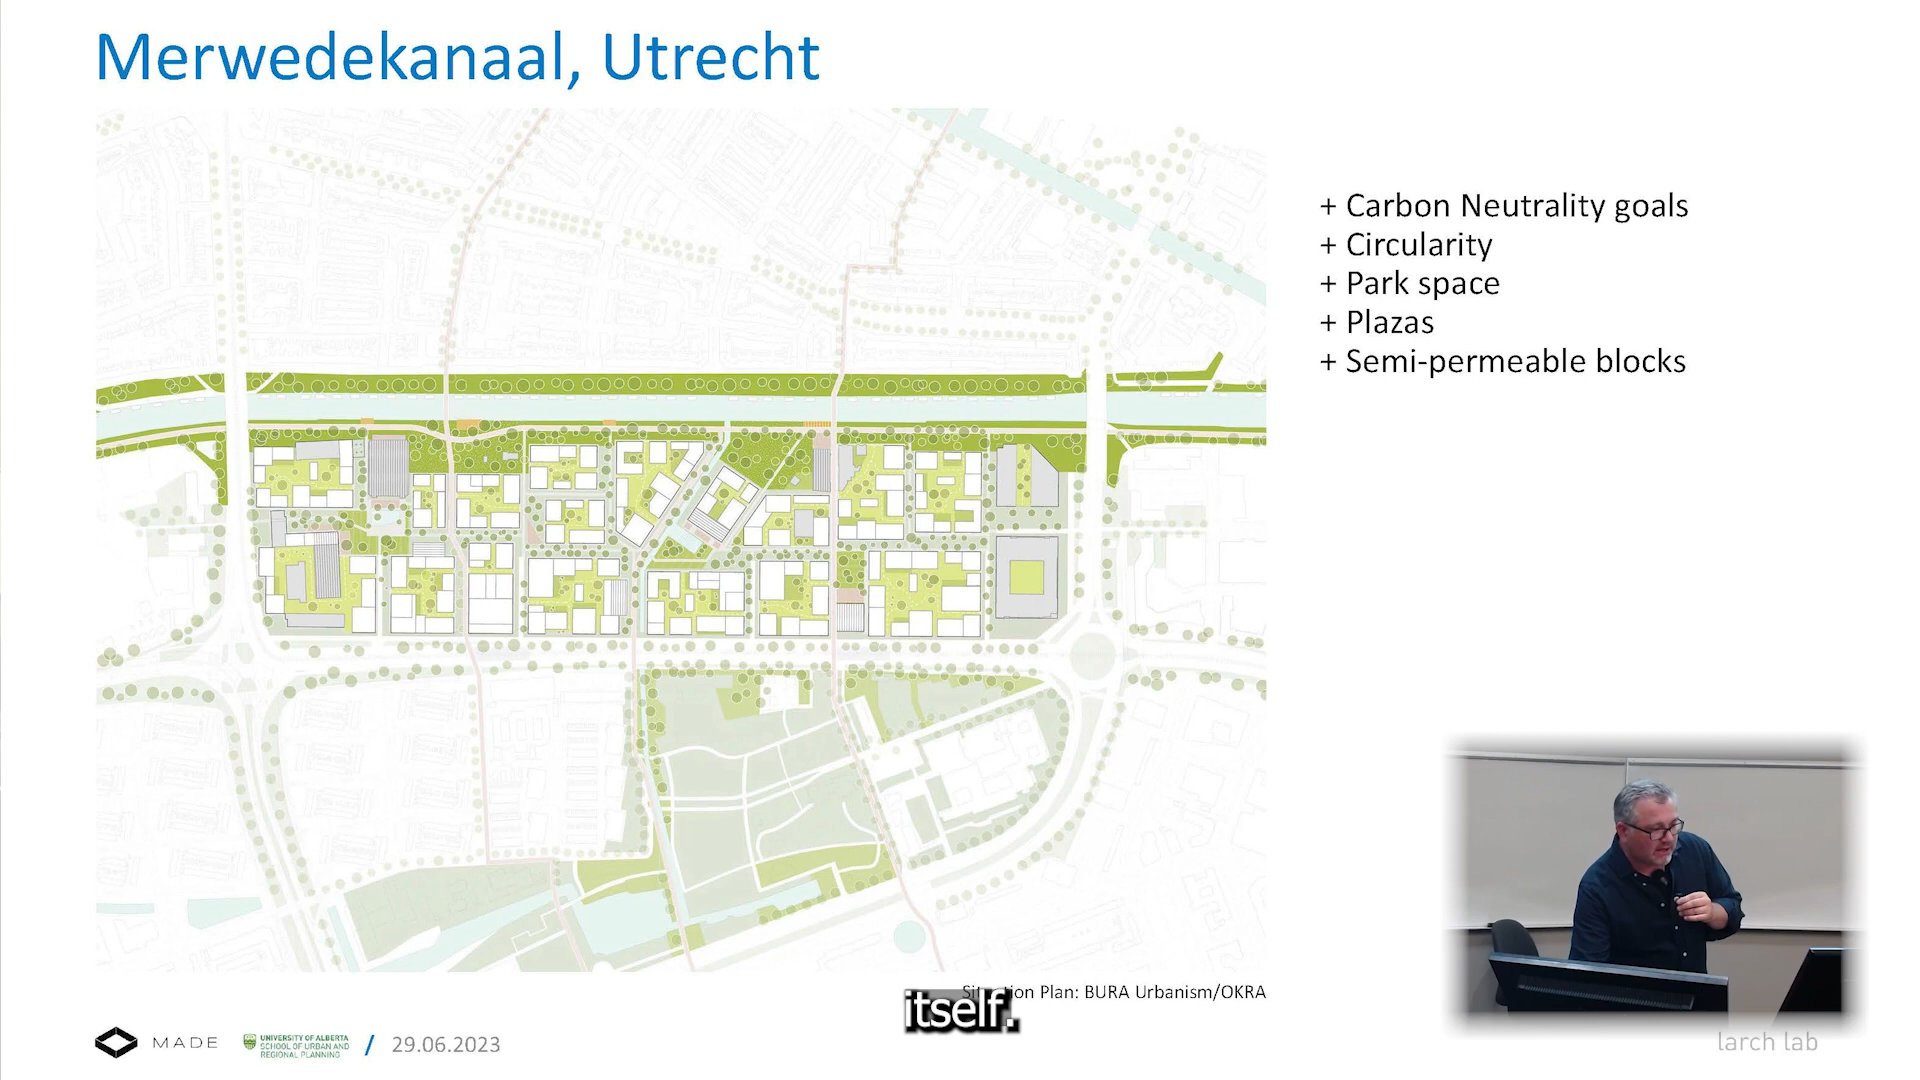 Merwedekanaal, Utrecht
+ Carbon Neutrality goals
+ Circularity
+ Park space
+ Plazas
+ Semi-permeable blocks
Plan: BURA Urbanism/OKRA
itself.
MADE
UNIVERSITY OF ALBERTA
SCHOOL OF URBAN AND
REGIONAL PLANNING
/ 29.06.2023
larch lab